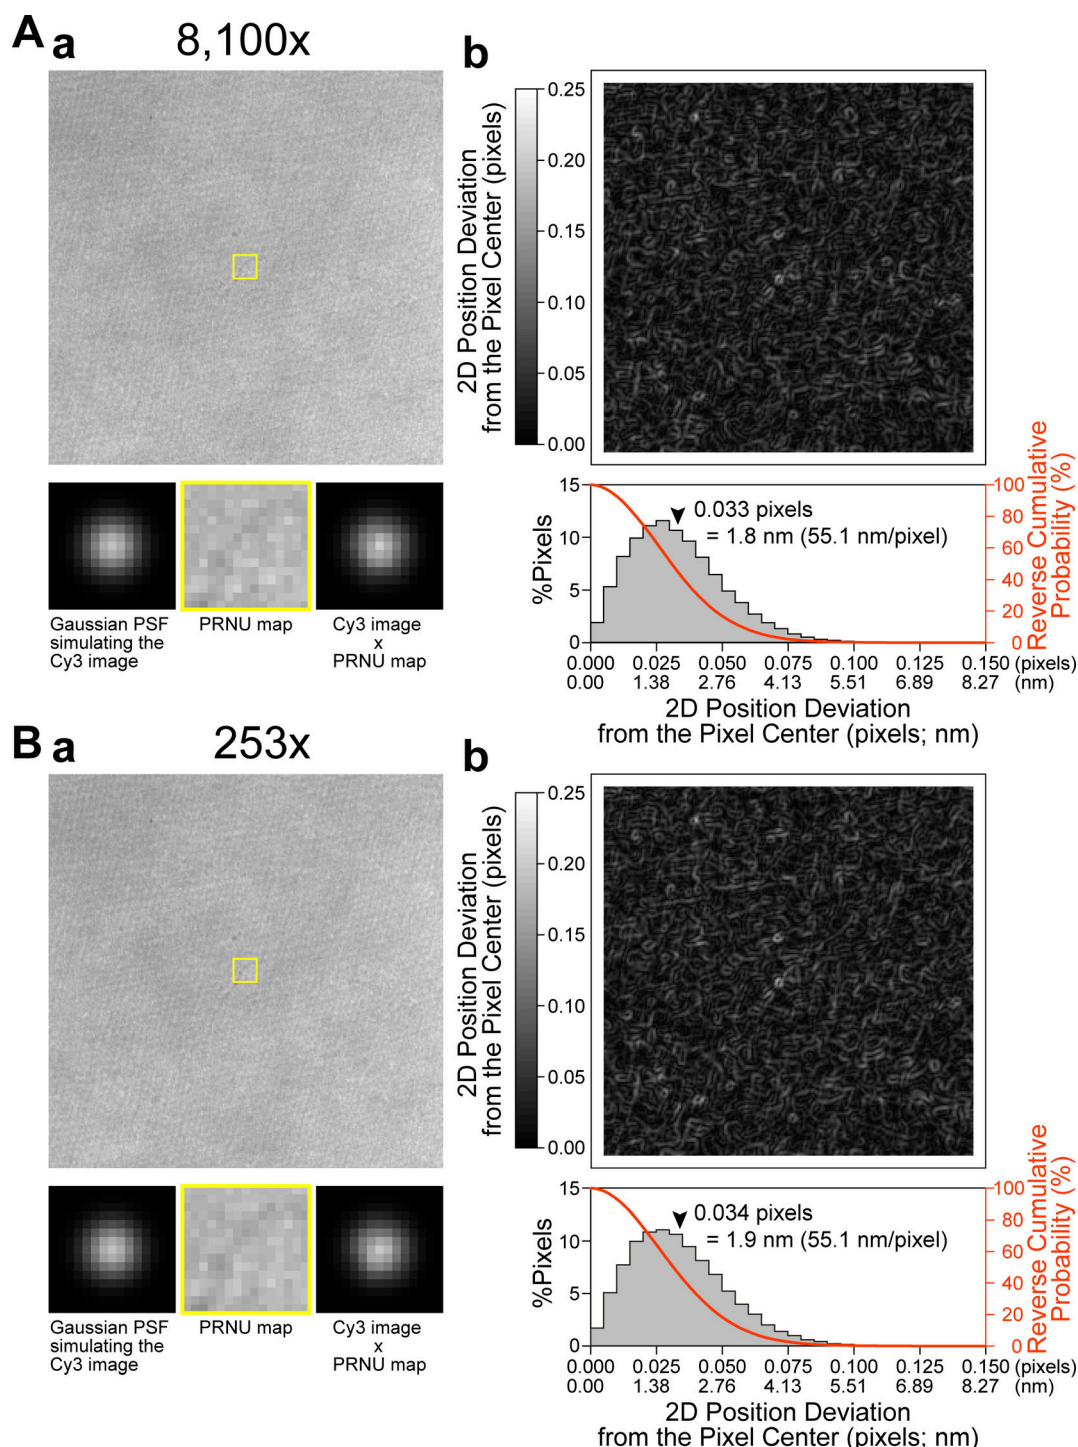 A a 8,100x b
2D Position Deviation
from the Pixel Center (pixels)
0.25
0.20
0.15
0.10
0.05
0.00
Gaussian PSF
simulating the
Cy3 image
PRNU map
Cy3 image
x
PRNU map
%Pixels
15
10
5
0
0.033 pixels
= 1.8 nm (55.1 nm/pixel)
100
80
60
40
20
0
Reverse Cumulative
Probability (%)
0.000 0.025 0.050 0.075 0.100 0.125 0.150 (pixels)
0.00 1.38 2.76 4.13 5.51 6.89 8.27 (nm)
2D Position Deviation
from the Pixel Center (pixels; nm)
B a 253x b
2D Position Deviation
from the Pixel Center (pixels)
0.25
0.20
0.15
0.10
0.05
0.00
Gaussian PSF
simulating the
Cy3 image
PRNU map
Cy3 image
x
PRNU map
%Pixels
15
10
5
0
0.034 pixels
= 1.9 nm (55.1 nm/pixel)
100
80
60
40
20
0
Reverse Cumulative
Probability (%)
0.000 0.025 0.050 0.075 0.100 0.125 0.150 (pixels)
0.00 1.38 2.76 4.13 5.51 6.89 8.27 (nm)
2D Position Deviation
from the Pixel Center (pixels; nm)